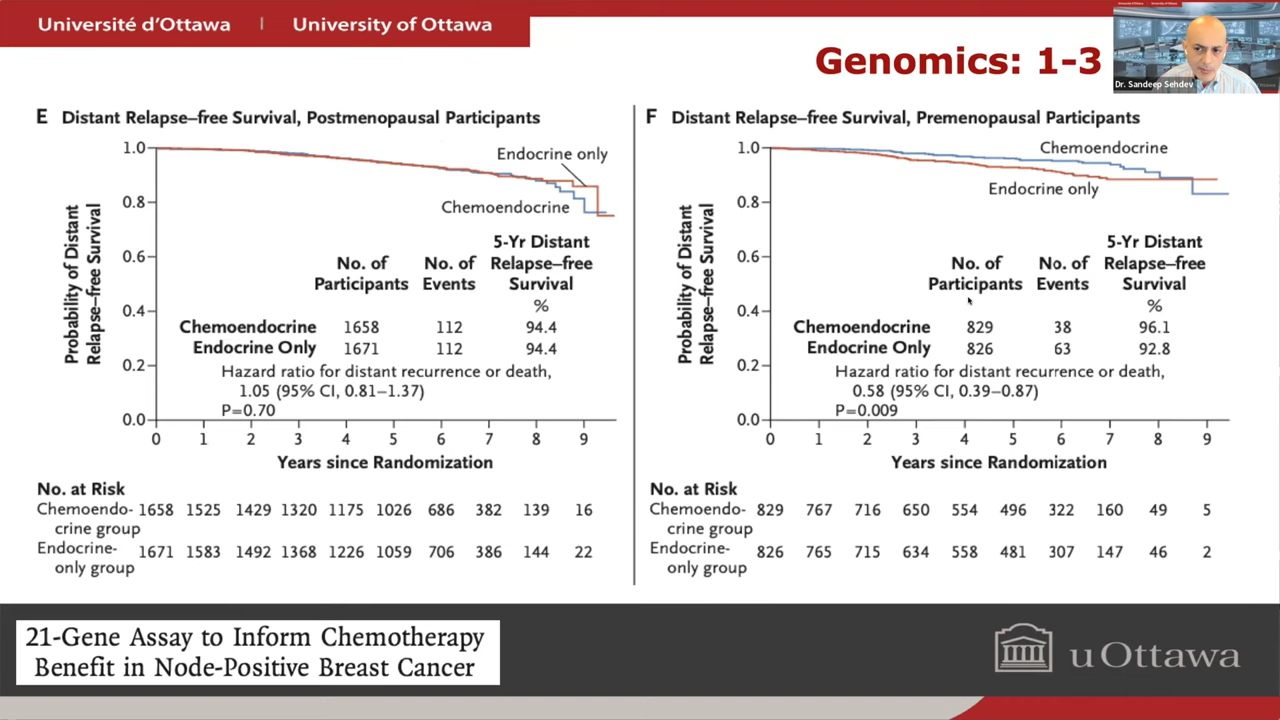 Université d'Ottawa | University of Ottawa
Genomics: 1-3
Dr. Sandeep Sehdev
E Distant Relapse–free Survival, Postmenopausal Participants
Probability of Distant
Relapse–free Survival
1.0
0.8
0.6
0.4
0.2
0.0
Endocrine only
Chemoendocrine
5-Yr Distant
No. of No. of Relapse–free
Participants Events Survival
%
Chemoendocrine 1658 112 94.4
Endocrine Only 1671 112 94.4
Hazard ratio for distant recurrence or death,
1.05 (95% CI, 0.81–1.37)
P=0.70
0 1 2 3 4 5 6 7 8 9
Years since Randomization
No. at Risk
Chemoendo- 1658 1525 1429 1320 1175 1026 686 382 139 16
crine group
Endocrine- 1671 1583 1492 1368 1226 1059 706 386 144 22
only group
F Distant Relapse–free Survival, Premenopausal Participants
Probability of Distant
Relapse–free Survival
1.0
0.8
0.6
0.4
0.2
0.0
Chemoendocrine
Endocrine only
5-Yr Distant
No. of No. of Relapse–free
Participants Events Survival
%
Chemoendocrine 829 38 96.1
Endocrine Only 826 63 92.8
Hazard ratio for distant recurrence or death,
0.58 (95% CI, 0.39–0.87)
P=0.009
0 1 2 3 4 5 6 7 8 9
Years since Randomization
No. at Risk
Chemoendo- 829 767 716 650 554 496 322 160 49 5
crine group
Endocrine- 826 765 715 634 558 481 307 147 46 2
only group
21-Gene Assay to Inform Chemotherapy
Benefit in Node-Positive Breast Cancer
uOttawa